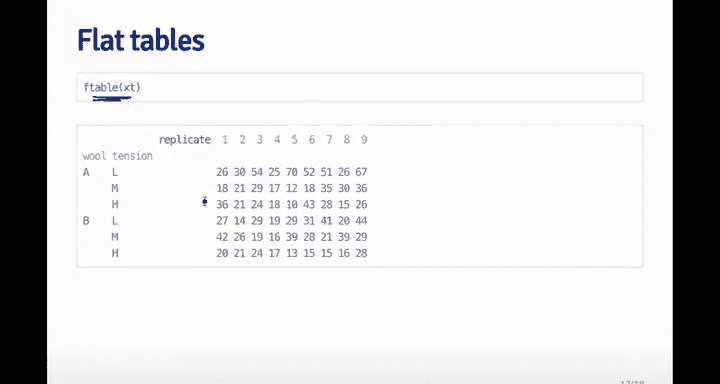 Flat tables
ftable(xt)
replicate 1 2 3 4 5 6 7 8 9
wool tension
A L 26 30 54 25 70 52 51 26 67
M 18 21 29 17 12 18 35 30 36
H 36 21 24 18 10 43 28 15 26
B L 27 14 29 19 29 31 41 20 44
M 42 26 19 16 39 28 21 39 29
H 20 21 24 17 13 15 15 16 28